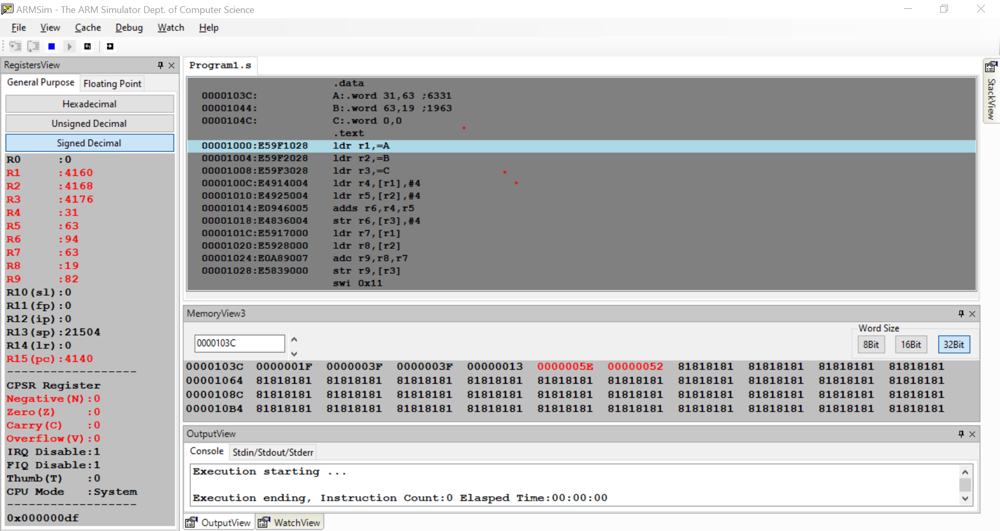 ARMSim - The ARM Simulator Dept. of Computer Science
File View Cache Debug Watch Help
RegistersView
General Purpose Floating Point
Hexadecimal
Unsigned Decimal
Signed Decimal
R0 :0
R1 :4160
R2 :4168
R3 :4176
R4 :31
R5 :63
R6 :94
R7 :63
R8 :19
R9 :82
R10(sl):0
R11(fp):0
R12(ip):0
R13(sp):21504
R14(lr):0
R15(pc):4140
-------------------
CPSR Register
Negative(N):0
Zero(Z) :0
Carry(C) :0
Overflow(V):0
IRQ Disable:1
FIQ Disable:1
Thumb(T) :0
CPU Mode :System
-------------------
0x000000df
Program1.s
.data
0000103C: A:.word 31,63 ;6331
00001044: B:.word 63,19 ;1963
0000104C: C:.word 0,0
.text
00001000:E59F1028 ldr r1,=A
00001004:E59F2028 ldr r2,=B
00001008:E59F3028 ldr r3,=C
0000100C:E4914004 ldr r4,[r1],#4
00001010:E4925004 ldr r5,[r2],#4
00001014:E0946005 adds r6,r4,r5
00001018:E4836004 str r6,[r3],#4
0000101C:E5917000 ldr r7,[r1]
00001020:E5928000 ldr r8,[r2]
00001024:E0A89007 adc r9,r8,r7
00001028:E5839000 str r9,[r3]
swi 0x11
StackView
MemoryView3
0000103C
Word Size
8Bit 16Bit 32Bit
0000103C 0000001F 0000003F 0000003F 00000013 0000005E 00000052 81818181 81818181 81818181 81818181
00001064 81818181 81818181 81818181 81818181 81818181 81818181 81818181 81818181 81818181 81818181
0000108C 81818181 81818181 81818181 81818181 81818181 81818181 81818181 81818181 81818181 81818181
000010B4 81818181 81818181 81818181 81818181 81818181 81818181 81818181 81818181 81818181 81818181
OutputView
Console Stdin/Stdout/Stderr
Execution starting ...
Execution ending, Instruction Count:0 Elasped Time:00:00:00
OutputView WatchView